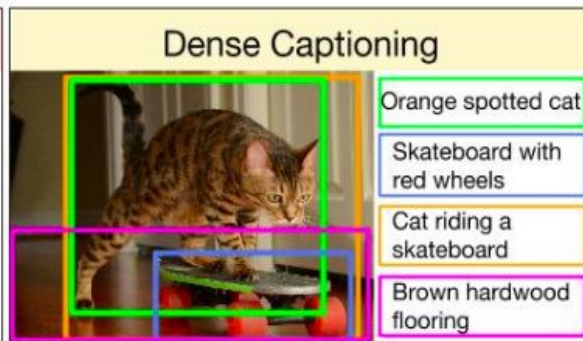 Dense Captioning
Orange spotted cat
Skateboard with
red wheels
Cat riding a
skateboard
Brown hardwood
flooring